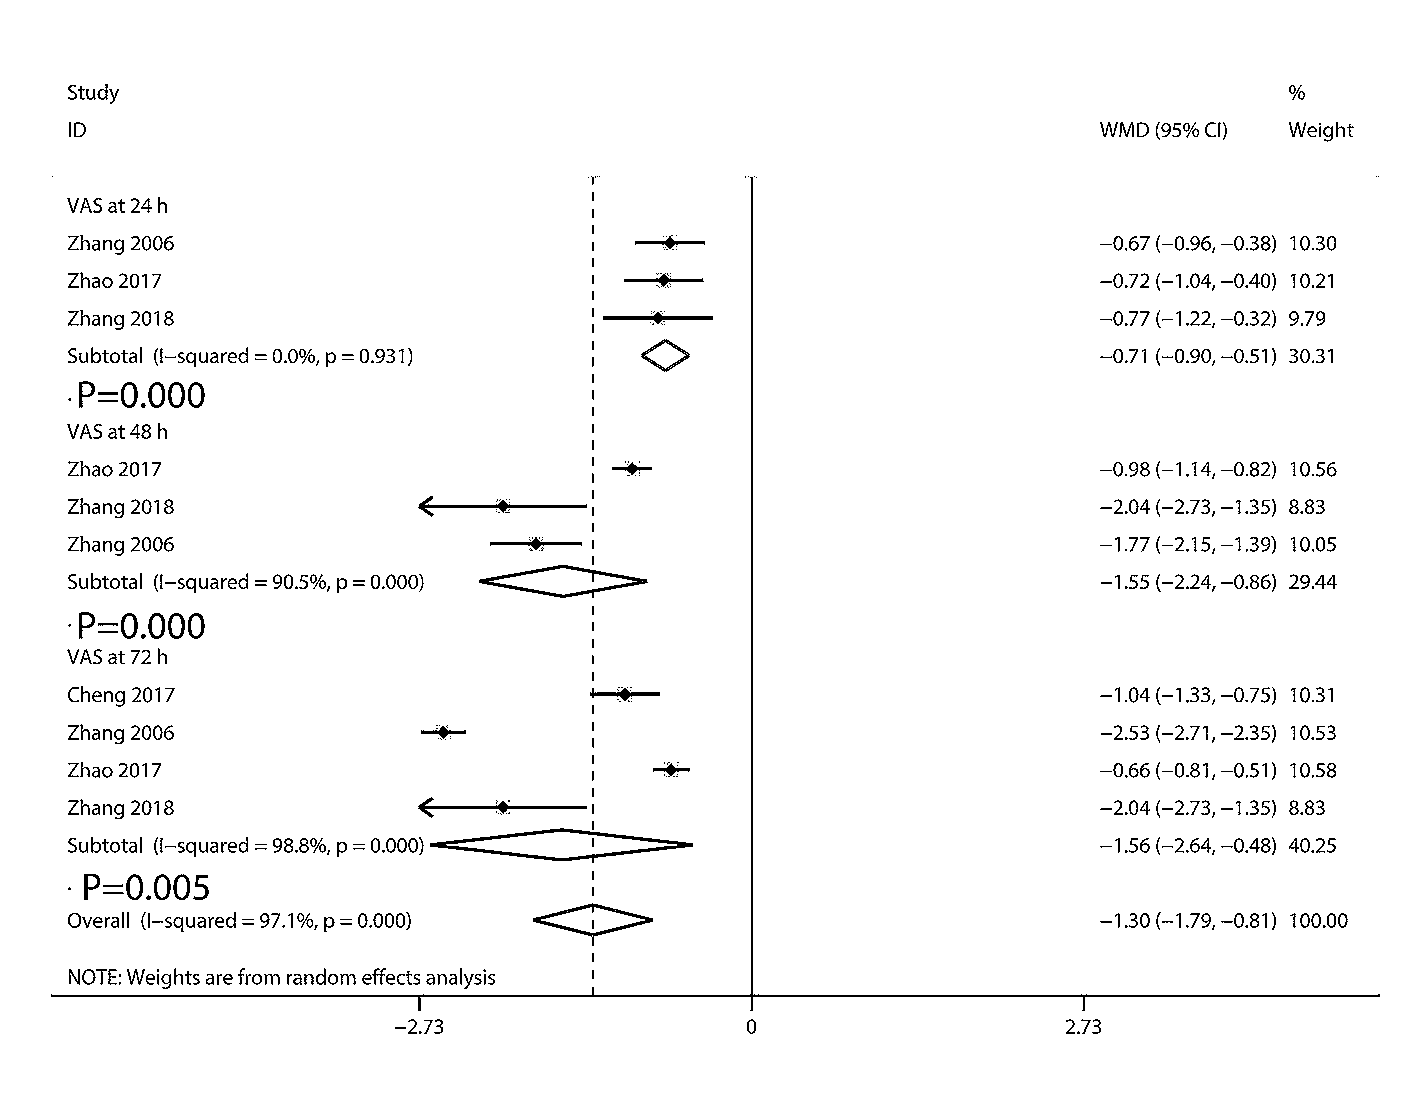 Study %
ID WMD (95% CI) Weight
VAS at 24 h
Zhang 2006 −0.67 (−0.96, −0.38) 10.30
Zhao 2017 −0.72 (−1.04, −0.40) 10.21
Zhang 2018 −0.77 (−1.22, −0.32) 9.79
Subtotal (I−squared = 0.0%, p = 0.931) −0.71 (−0.90, −0.51) 30.31
. P=0.000
VAS at 48 h
Zhao 2017 −0.98 (−1.14, −0.82) 10.56
Zhang 2018 −2.04 (−2.73, −1.35) 8.83
Zhang 2006 −1.77 (−2.15, −1.39) 10.05
Subtotal (I−squared = 90.5%, p = 0.000) −1.55 (−2.24, −0.86) 29.44
. P=0.000
VAS at 72 h
Cheng 2017 −1.04 (−1.33, −0.75) 10.31
Zhang 2006 −2.53 (−2.71, −2.35) 10.53
Zhao 2017 −0.66 (−0.81, −0.51) 10.58
Zhang 2018 −2.04 (−2.73, −1.35) 8.83
Subtotal (I−squared = 98.8%, p = 0.000) −1.56 (−2.64, −0.48) 40.25
. P=0.005
Overall (I−squared = 97.1%, p = 0.000) −1.30 (−1.79, −0.81) 100.00
NOTE: Weights are from random effects analysis
−2.73 0 2.73